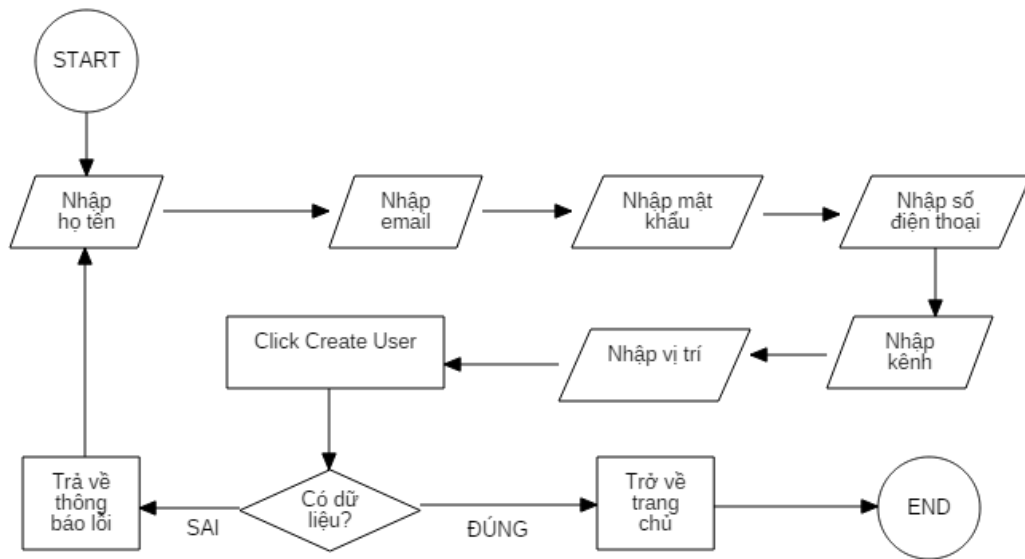 START
Nhập
họ tên
Nhập
email
Nhập mật
khẩu
Nhập số
điện thoại
Nhập
kênh
Nhập vị trí
Click Create User
Có dữ
liệu?
SAI
Trả về
thông
báo lỗi
ĐÚNG
Trở về
trang
chủ
END